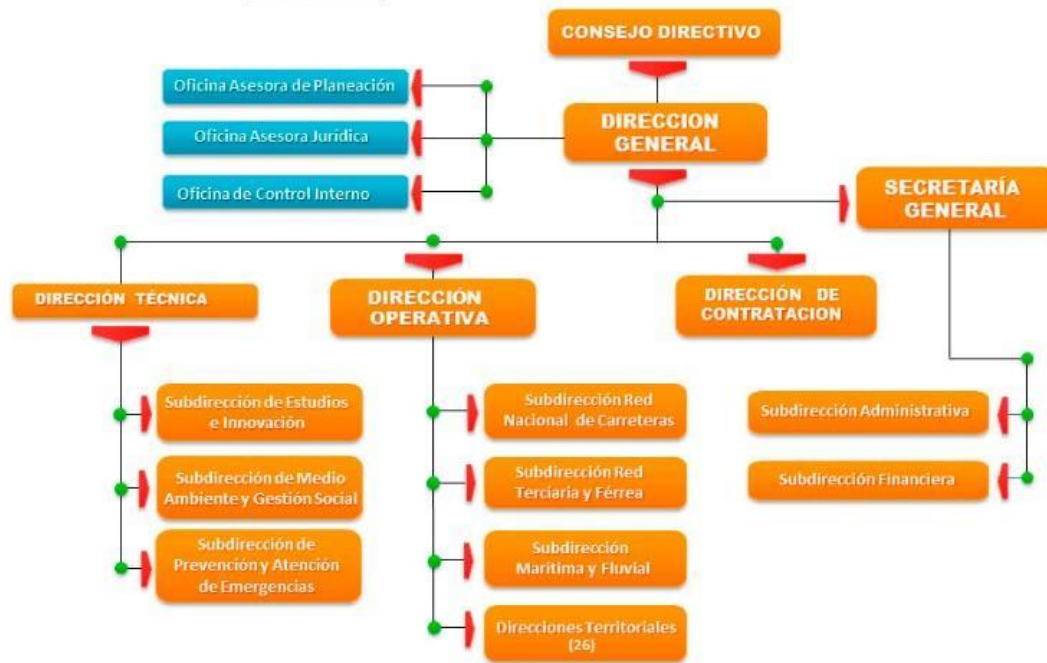 CONSEJO DIRECTIVO
Oficina Asesora de Planeación
Oficina Asesora Jurídica
Oficina de Control Interno
DIRECCION
GENERAL
SECRETARÍA
GENERAL
DIRECCIÓN TÉCNICA
DIRECCIÓN
OPERATIVA
DIRECCIÓN DE
CONTRATACION
Subdirección de Estudios
e Innovación
Subdirección de Medio
Ambiente y Gestión Social
Subdirección de
Prevención y Atención
de Emergencias
Subdirección Red
Nacional de Carreteras
Subdirección Red
Terciaria y Férrea
Subdirección
Marítima y Fluvial
Direcciones Territoriales
(26)
Subdirección Administrativa
Subdirección Financiera